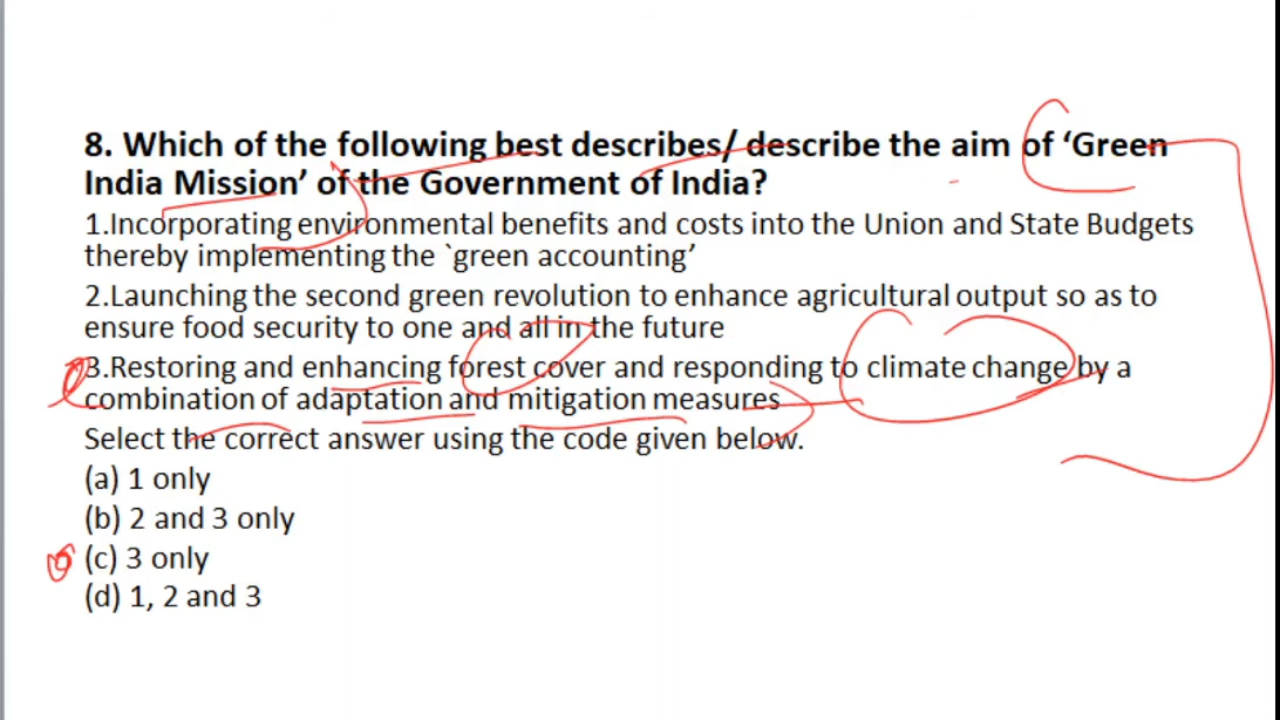 8. Which of the following best describes/ describe the aim of ‘Green
India Mission’ of the Government of India?
1.Incorporating environmental benefits and costs into the Union and State Budgets
thereby implementing the `green accounting’
2.Launching the second green revolution to enhance agricultural output so as to
ensure food security to one and all in the future
3.Restoring and enhancing forest cover and responding to climate change by a
combination of adaptation and mitigation measures
Select the correct answer using the code given below.
(a) 1 only
(b) 2 and 3 only
(c) 3 only
(d) 1, 2 and 3